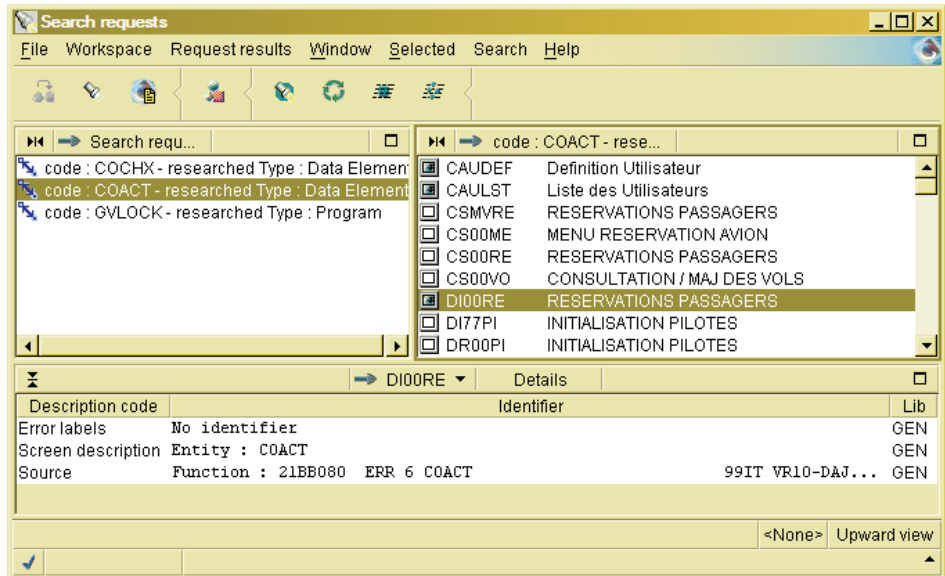 Search requests
File Workspace Request results Window Selected Search Help
Search requ...
code : COCHX - researched Type : Data Elemen
code : COACT - researched Type : Data Element
code : GVLOCK - researched Type : Program
code : COACT - rese...
CAUDEF Definition Utilisateur
CAULST Liste des Utilisateurs
CSMVRE RESERVATIONS PASSAGERS
CS00ME MENU RESERVATION AVION
CS00RE RESERVATIONS PASSAGERS
CS00VO CONSULTATION / MAJ DES VOLS
DI00RE RESERVATIONS PASSAGERS
DI77PI INITIALISATION PILOTES
DR00PI INITIALISATION PILOTES
DI00RE Details
Description code Identifier Lib
Error labels No identifier GEN
Screen description Entity : COACT GEN
Source Function : 21BB080 ERR 6 COACT 99IT VR10-DAJ... GEN
<None> Upward view